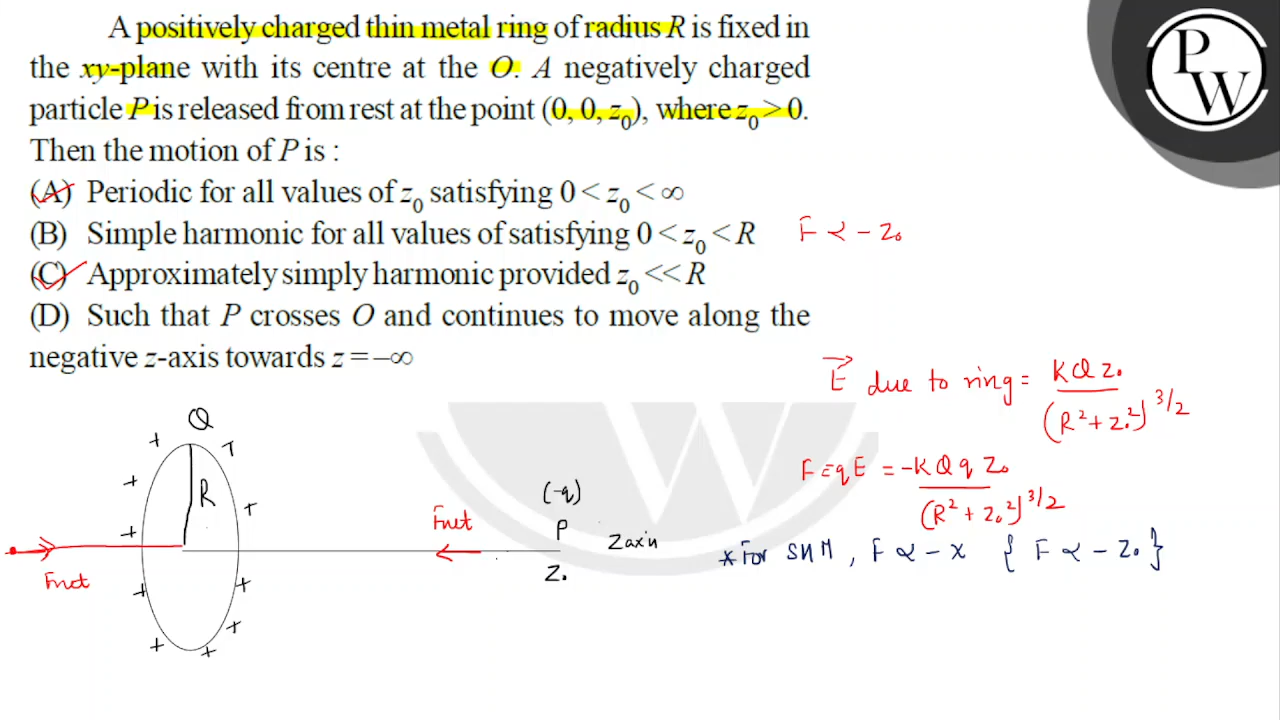 A positively charged thin metal ring of radius R is fixed in
the xy-plane with its centre at the O. A negatively charged
particle P is released from rest at the point (0, 0, z₀), where z₀ > 0.
Then the motion of P is :
(A) Periodic for all values of z₀ satisfying 0 < z₀ < ∞
(B) Simple harmonic for all values of satisfying 0 < z₀ < R
F ∝ - Z₀
(C) Approximately simply harmonic provided z₀ << R
(D) Such that P crosses O and continues to move along the
negative z-axis towards z = –∞
P
W
E⃗ due to ring = KQZ₀ / (R² + Z₀²)^3/2
F = qE = -KQqZ₀ / (R² + Z₀²)^3/2
*For SHM, F ∝ - x { F ∝ - Z₀ }
Q
+ + + + + + + + + + +
R
Fnet
Fnet
(-q)
P
Z axis
Z₀